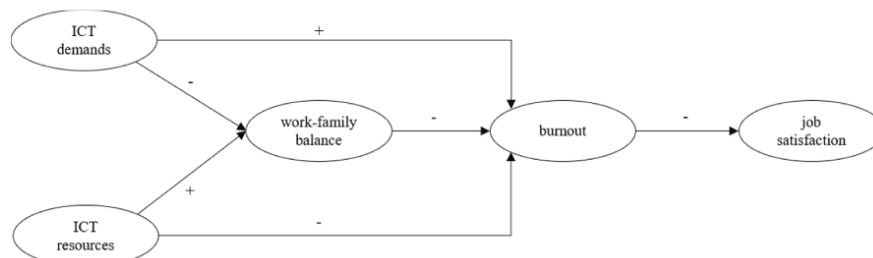 ICT
demands
+
-
work-family
balance
-
burnout
-
job
satisfaction
+
-
ICT
resources